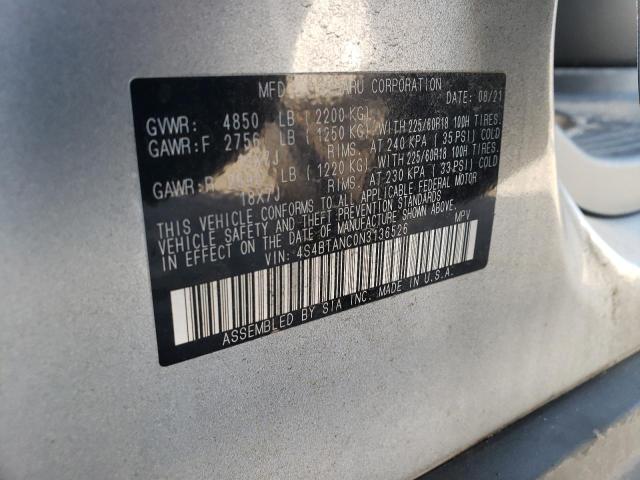 MFD ARU CORPORATION DATE: 08/21
GVWR: 4850 LB ( 2200 KG)
GAWR:F 2756 LB ( 1250 KG) WITH 225/60R18 100H TIRES,
RIMS, AT 240 KPA ( 35 PSI) COLD
GAWR:R LB ( 1220 KG) WITH 225/60R18 100H TIRES,
18X7J RIMS, AT 230 KPA ( 33 PSI) COLD
THIS VEHICLE CONFORMS TO ALL APPLICABLE FEDERAL MOTOR
VEHICLE SAFETY AND THEFT PREVENTION STANDARDS
IN EFFECT ON THE DATE OF MANUFACTURE SHOWN ABOVE.
VIN: 4S4BTANC0N3136526 MPV
ASSEMBLED BY SIA INC. MADE IN U.S.A.